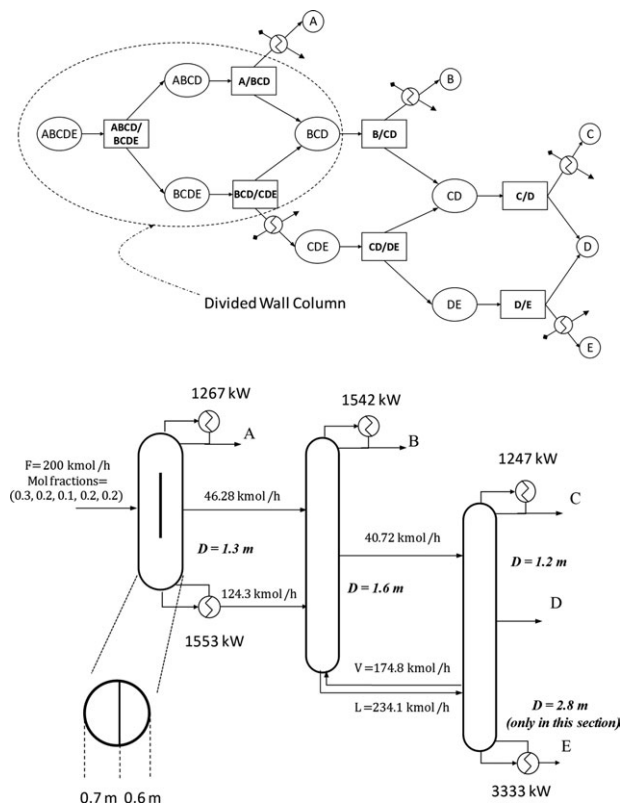 A
ABCD
A/BCD
B
ABCDE
ABCD/
BCDE
BCD
B/CD
C
BCDE
BCD/CDE
CD
C/D
CDE
CD/DE
D
Divided Wall Column
DE
D/E
E
1267 kW
1542 kW
A
B
1247 kW
F= 200 kmol/h
Mol fractions=
(0.3, 0.2, 0.1, 0.2, 0.2)
46.28 kmol/h
C
40.72 kmol/h
D = 1.3 m
D = 1.2 m
124.3 kmol/h
D = 1.6 m
D
1553 kW
V= 174.8 kmol/h
L= 234.1 kmol/h
D = 2.8 m
(only in this section)
E
3333 kW
0.7 m
0.6 m